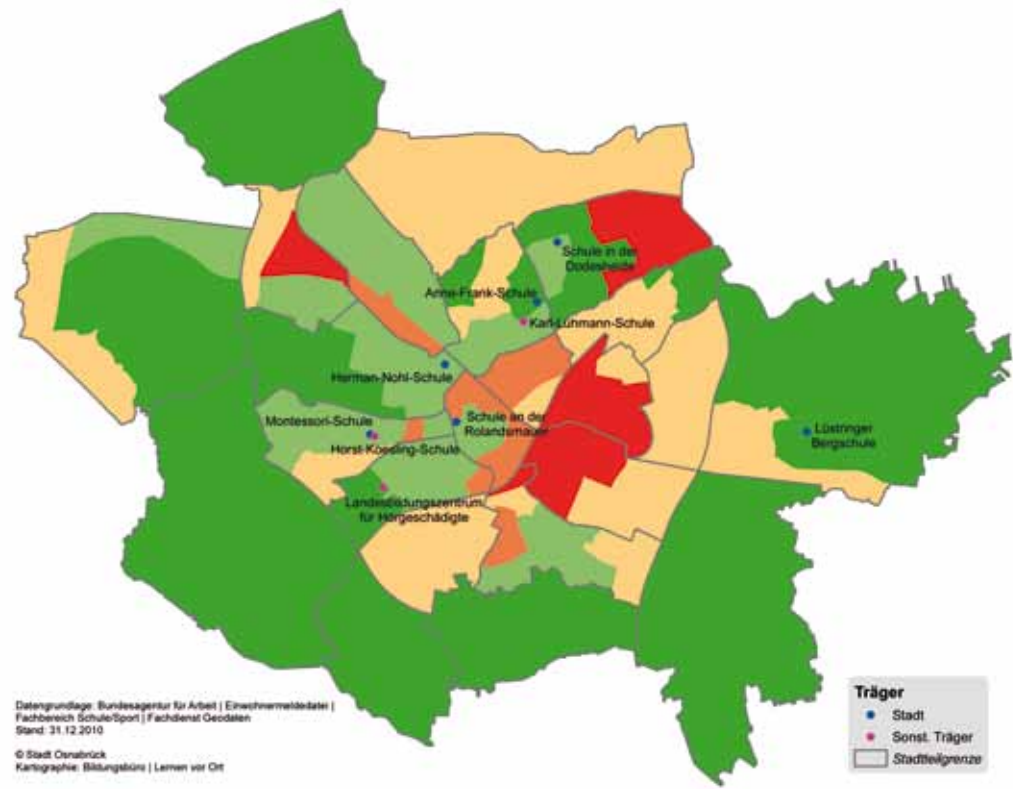 Schule in der
Dodesheide
Anne-Frank-Schule
Karl-Luhmann-Schule
Herman-Nohl-Schule
Montessori-Schule
Schule an der
Rolandsmauer
Horst-Koesling-Schule
Lüstringer
Bergschule
Landesbildungszentrum
für Hörgeschädigte
Datengrundlage: Bundesagentur für Arbeit | Einwohnermeldedatei |
Fachbereich Schule/Sport | Fachdienst Geodaten
Stand: 31.12.2010
© Stadt Osnabrück
Kartographie: Bildungsbüro | Lernen vor Ort
Träger
Stadt
Sonst. Träger
Stadtteilgrenze